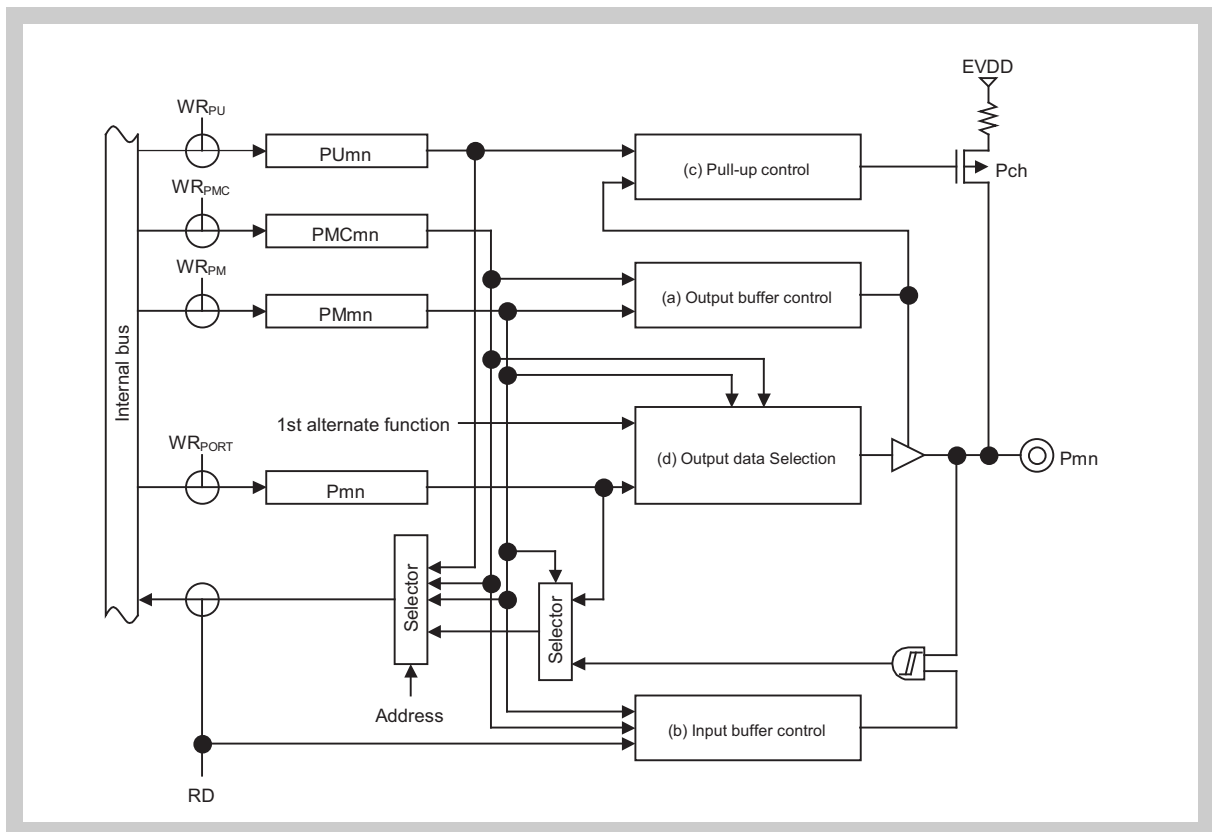 EVDD
WRPU
PUmn
(c) Pull-up control
Pch
WRPMC
PMCmn
WRPM
PMmn
(a) Output buffer control
Internal bus
1st alternate function
WRPORT
Pmn
(d) Output data Selection
Pmn
Selector
Selector
Address
(b) Input buffer control
RD